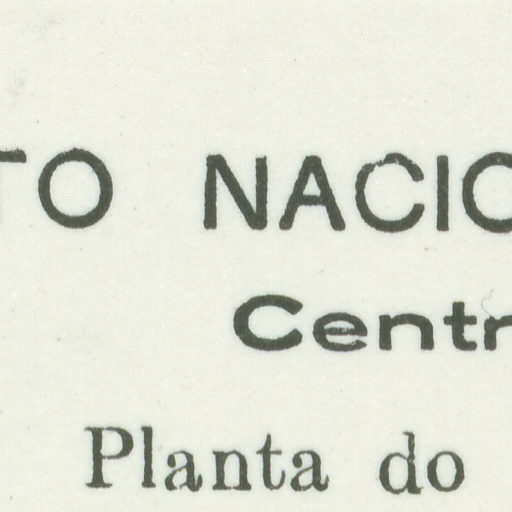 TO NACIO
Centr
Planta do